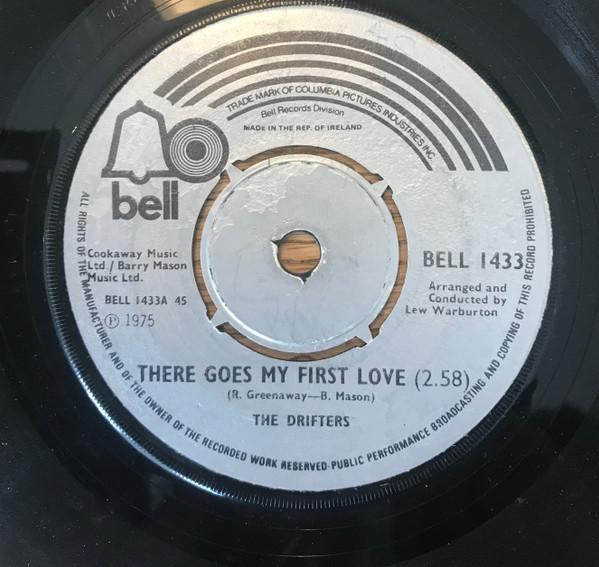 TRADE MARK OF COLUMBIA PICTURES INDUSTRIES INC.
Bell Records Division
MADE IN THE REP. OF IRELAND
bell
Cookaway Music
Ltd./Barry Mason
Music Ltd.
BELL 1433A 45
Ⓟ 1975
BELL 1433
Arranged and
Conducted by
Lew Warburton
THERE GOES MY FIRST LOVE (2.58)
(R. Greenaway—B. Mason)
THE DRIFTERS
ALL RIGHTS OF THE MANUFACTURER AND OF THE OWNER OF THE RECORDED WORK RESERVED·PUBLIC PERFORMANCE BROADCASTING AND COPYING OF THIS RECORD PROHIBITED